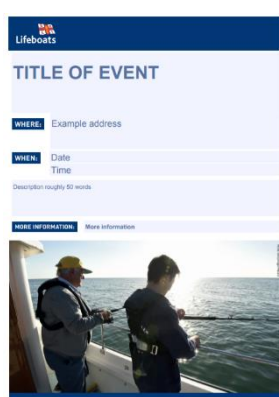 Lifeboats
TITLE OF EVENT
WHERE: Example address
WHEN: Date
Time
Description roughly 50 words
MORE INFORMATION: More information